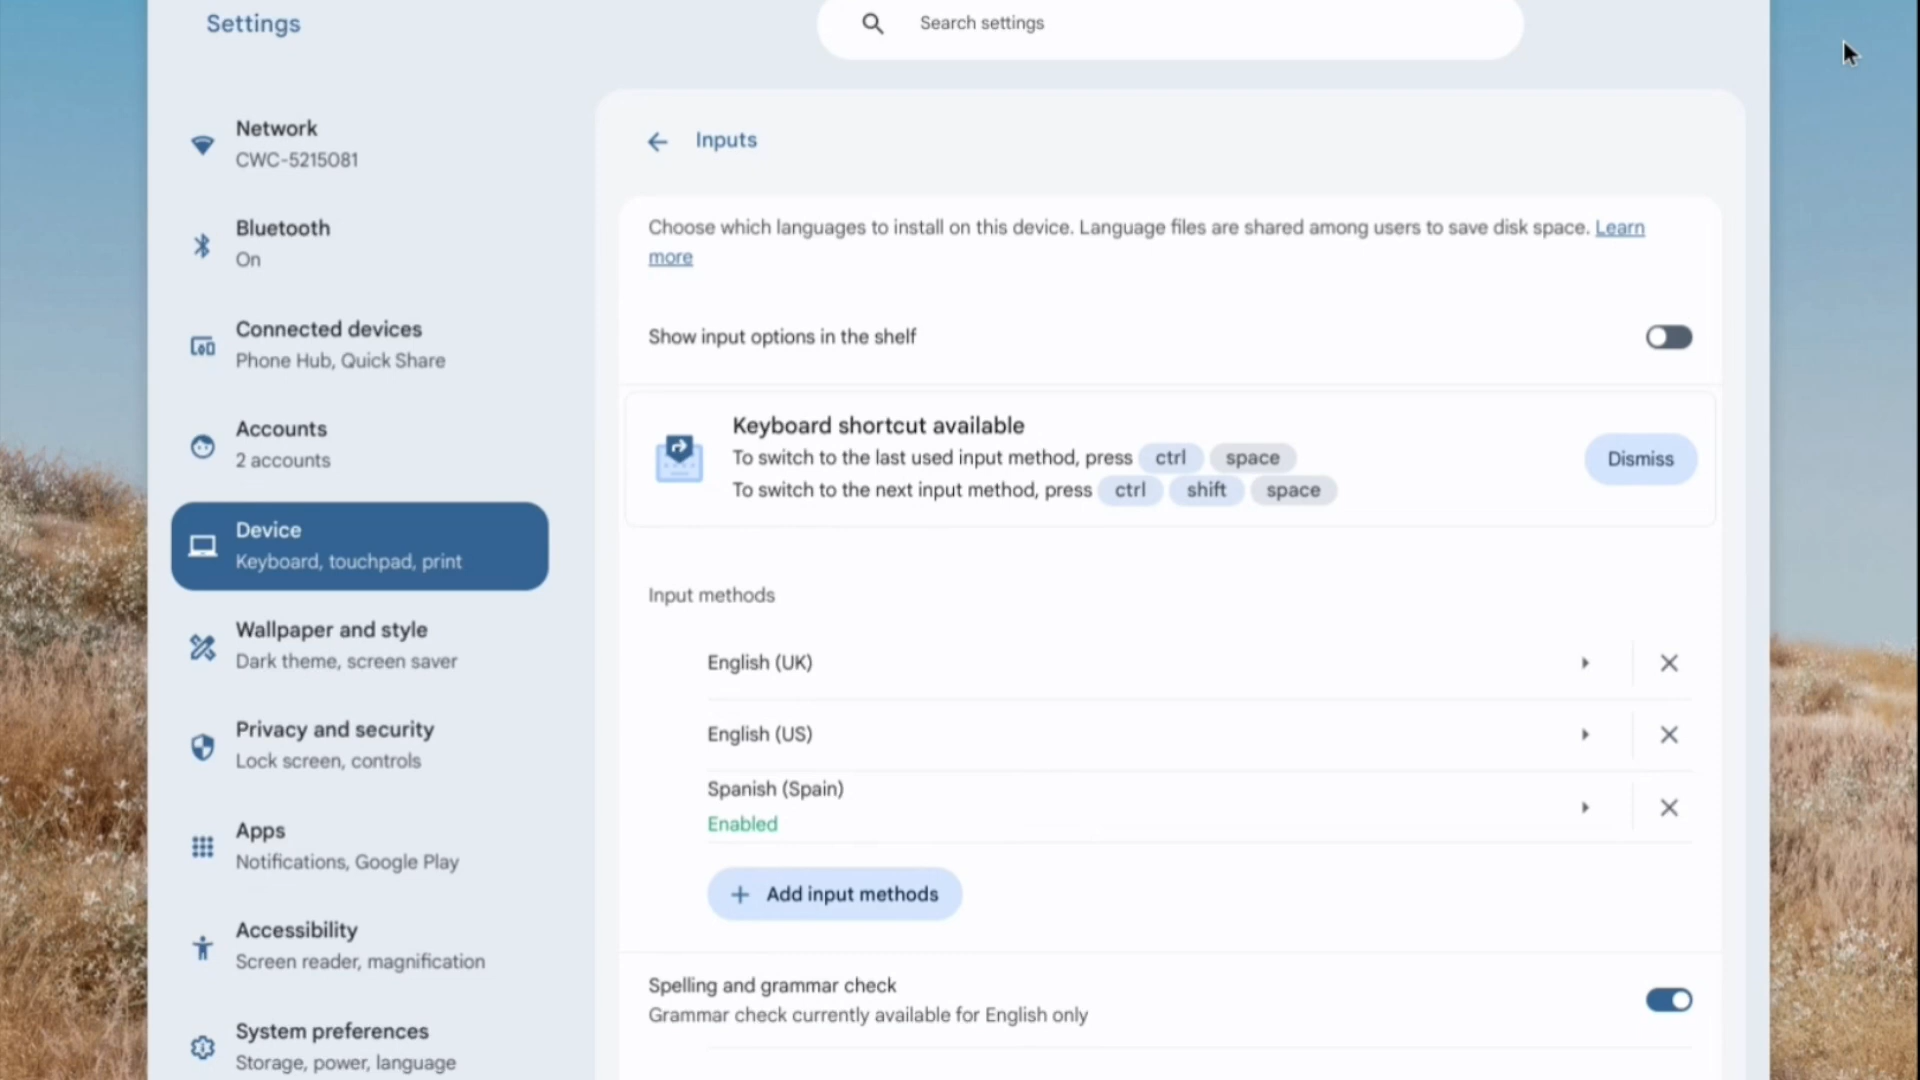 Settings
Search settings
Network
CWC-5215081
Bluetooth
On
Connected devices
Phone Hub, Quick Share
Accounts
2 accounts
Device
Keyboard, touchpad, print
Wallpaper and style
Dark theme, screen saver
Privacy and security
Lock screen, controls
Apps
Notifications, Google Play
Accessibility
Screen reader, magnification
System preferences
Storage, power, language
Inputs
Choose which languages to install on this device. Language files are shared among users to save disk space. Learn
more
Show input options in the shelf
Keyboard shortcut available
To switch to the last used input method, press ctrl space
To switch to the next input method, press ctrl shift space
Dismiss
Input methods
English (UK)
English (US)
Spanish (Spain)
Enabled
+ Add input methods
Spelling and grammar check
Grammar check currently available for English only